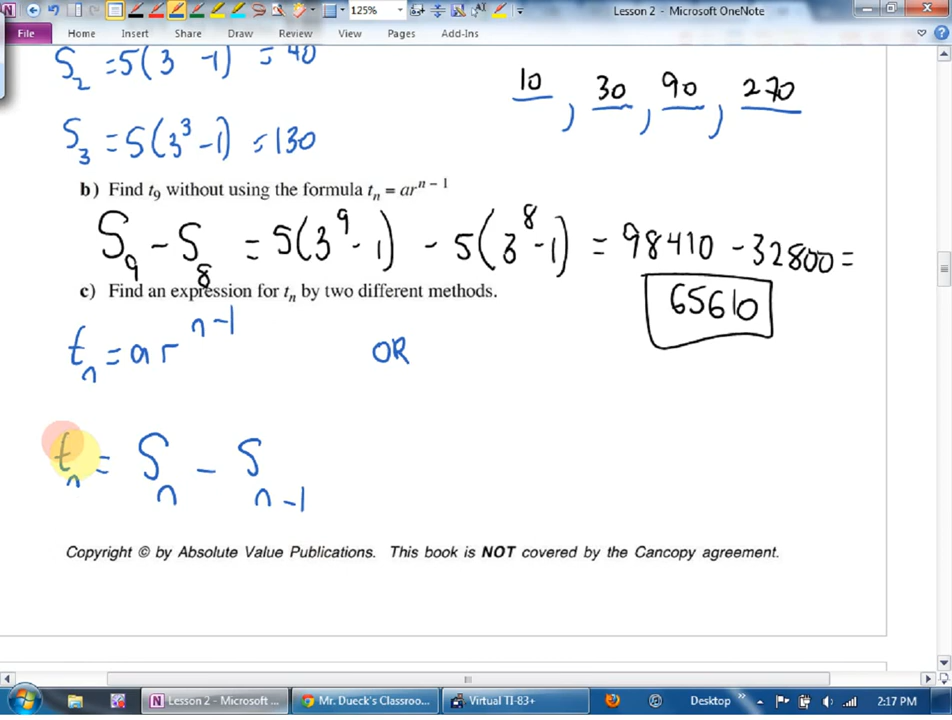 125%
Lesson 2 - Microsoft OneNote
File Home Insert Share Draw Review View Pages Add-Ins
S₂ = 5(3 -1) = 40
10, 30, 90, 270
S₃ = 5(3³ -1) = 130
b) Find t₉ without using the formula tₙ = arⁿ⁻¹
S₉ - S₈ = 5(3⁹ - 1) - 5(3⁸ - 1) = 98410 - 32800 =
65610
c) Find an expression for tₙ by two different methods.
tₙ = ar ⁿ⁻¹ OR
tₙ = Sₙ - Sₙ₋₁
Copyright © by Absolute Value Publications. This book is NOT covered by the Cancopy agreement.
Lesson 2 - Microsoft ...
Mr. Dueck's Classroo...
Virtual TI-83+
Desktop
2:17 PM